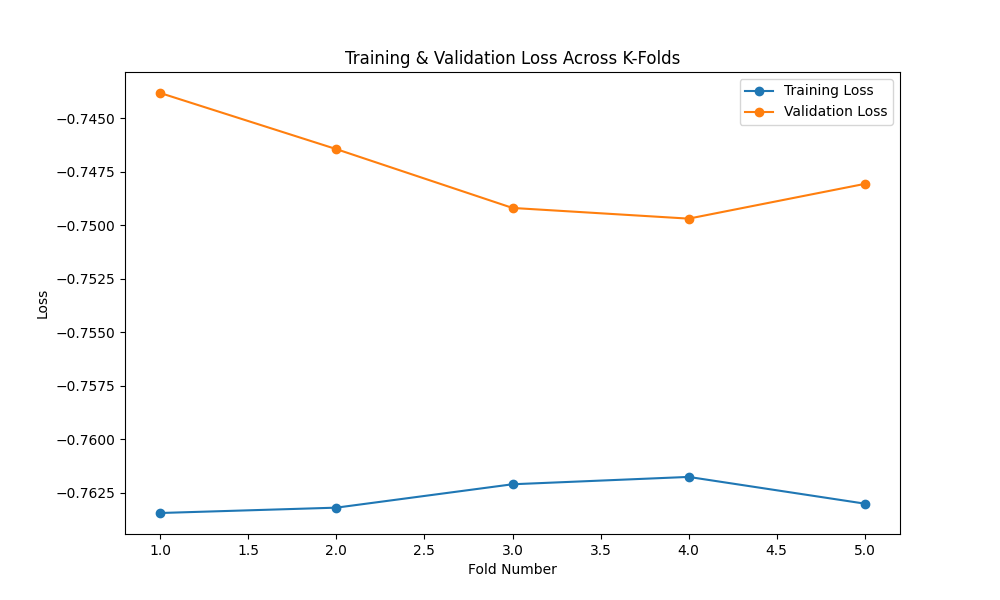 Training & Validation Loss Across K-Folds
Training Loss
Validation Loss
Loss
−0.7450
−0.7475
−0.7500
−0.7525
−0.7550
−0.7575
−0.7600
−0.7625
1.0 1.5 2.0 2.5 3.0 3.5 4.0 4.5 5.0
Fold Number